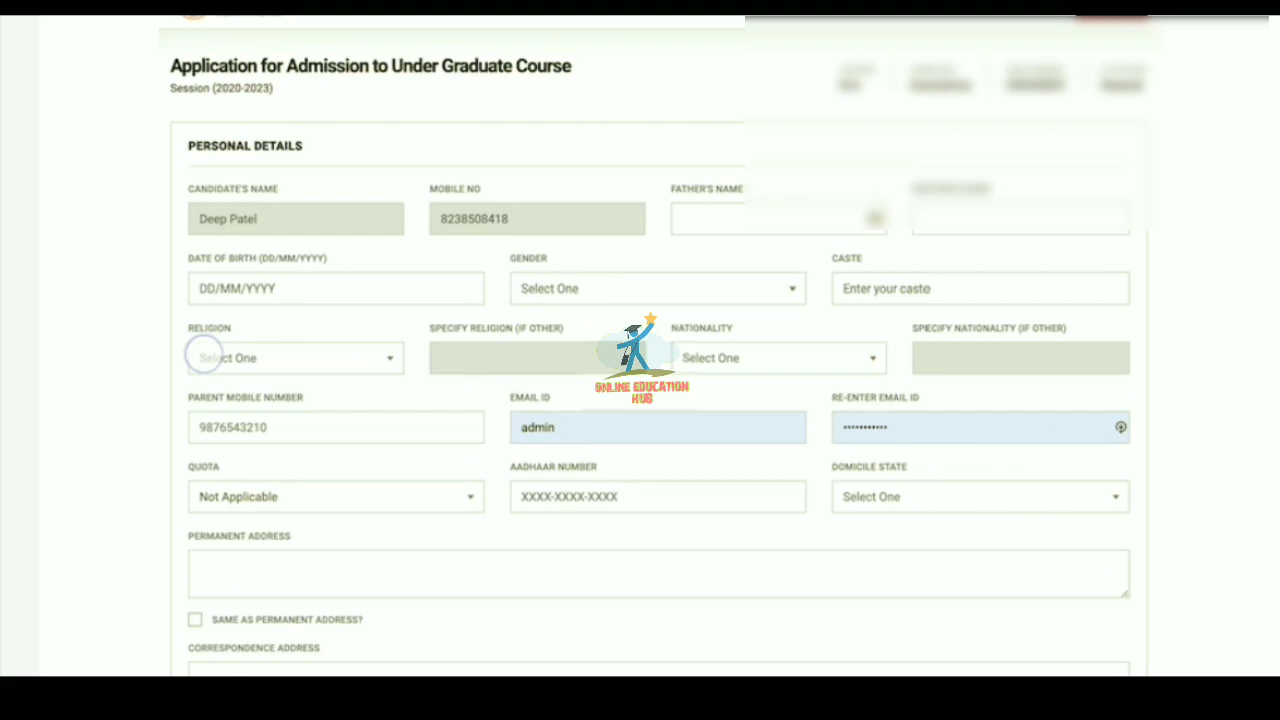 Application for Admission to Under Graduate Course
Session (2020-2023)
PERSONAL DETAILS
CANDIDATE'S NAME MOBILE NO FATHER'S NAME
Deep Patel 8238508418
DATE OF BIRTH (DD/MM/YYYY) GENDER CASTE
DD/MM/YYYY Select One Enter your caste
RELIGION SPECIFY RELIGION (IF OTHER) NATIONALITY SPECIFY NATIONALITY (IF OTHER)
Select One Select One
ONLINE EDUCATION
HUB
PARENT MOBILE NUMBER EMAIL ID RE-ENTER EMAIL ID
9876543210 admin •••••••••••
QUOTA AADHAAR NUMBER DOMICILE STATE
Not Applicable XXXX-XXXX-XXXX Select One
PERMANENT ADDRESS
SAME AS PERMANENT ADDRESS?
CORRESPONDENCE ADDRESS